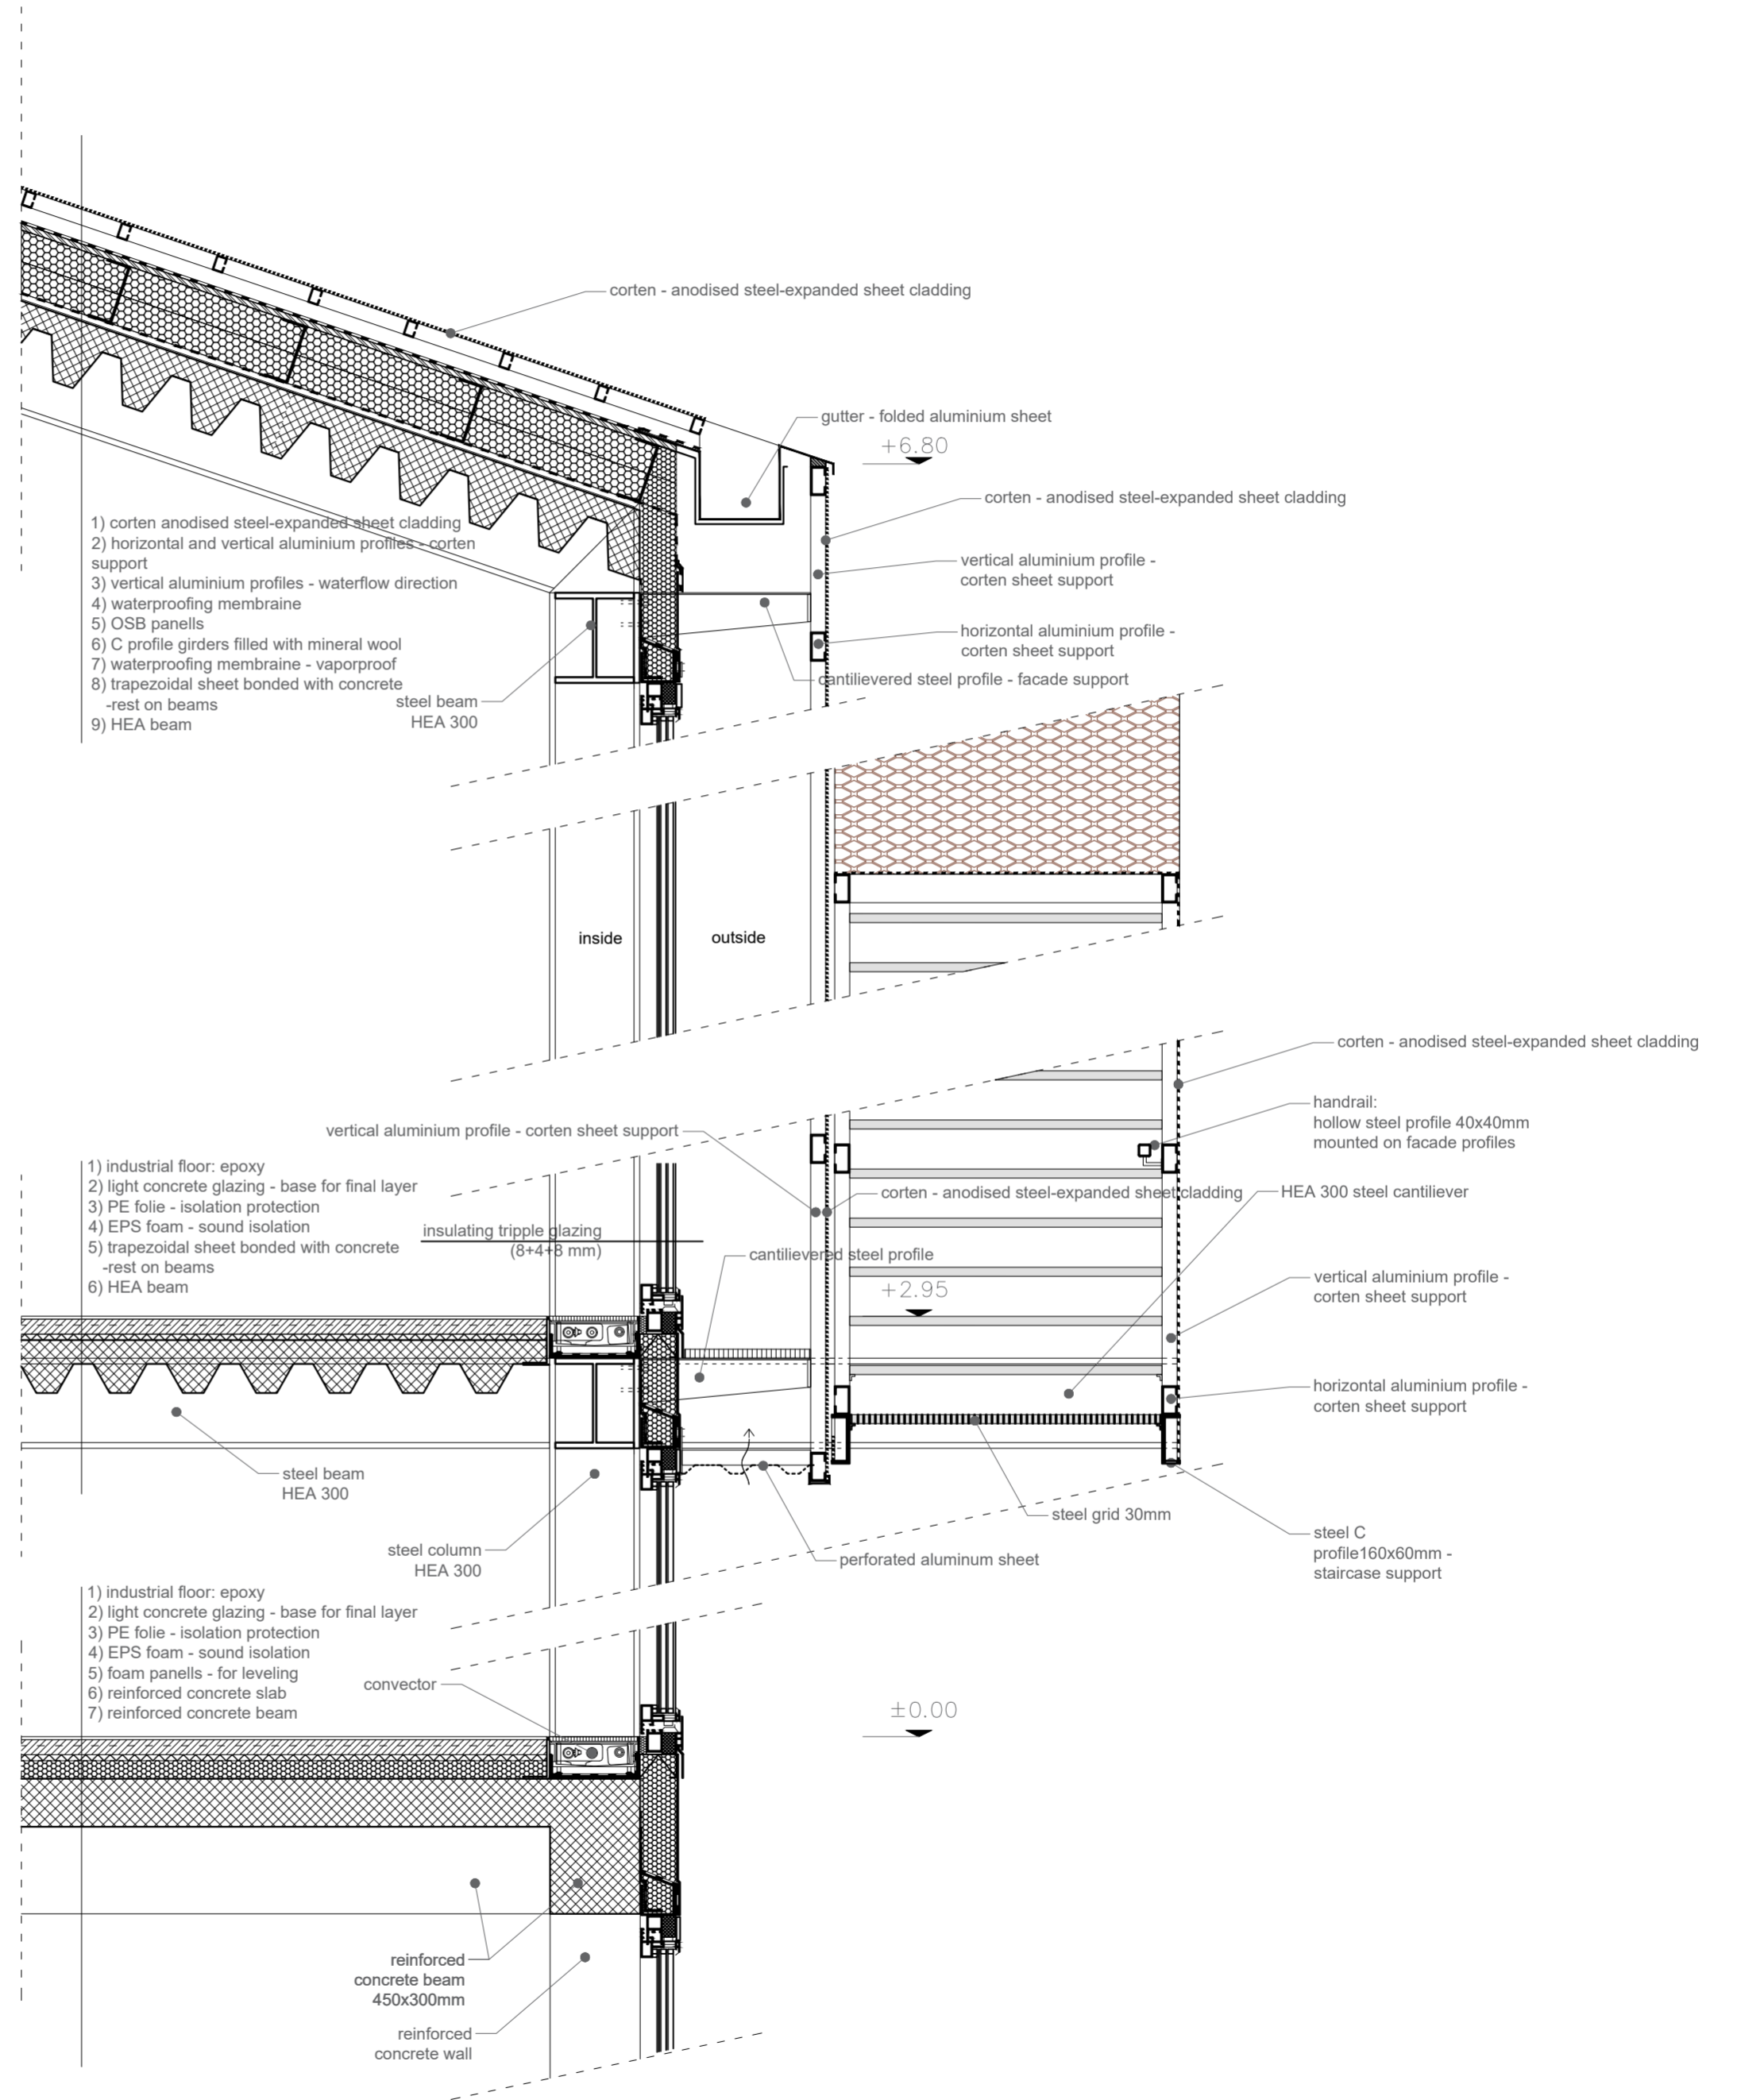 corten - anodised steel-expanded sheet cladding
gutter - folded aluminium sheet
+6.80
corten - anodised steel-expanded sheet cladding
1) corten anodised steel-expanded sheet cladding
2) horizontal and vertical aluminium profiles - corten
support
3) vertical aluminium profiles - waterflow direction
4) waterproofing membraine
5) OSB panells
6) C profile girders filled with mineral wool
7) waterproofing membraine - vaporproof
8) trapezoidal sheet bonded with concrete
-rest on beams
9) HEA beam
steel beam
HEA 300
vertical aluminium profile -
corten sheet support
horizontal aluminium profile -
corten sheet support
cantilievered steel profile - facade support
inside
outside
corten - anodised steel-expanded sheet cladding
handrail:
hollow steel profile 40x40mm
mounted on facade profiles
vertical aluminium profile - corten sheet support
1) industrial floor: epoxy
2) light concrete glazing - base for final layer
3) PE folie - isolation protection
4) EPS foam - sound isolation
5) trapezoidal sheet bonded with concrete
-rest on beams
6) HEA beam
corten - anodised steel-expanded sheet cladding
HEA 300 steel cantiliever
insulating tripple glazing
(8+4+8 mm)
cantilievered steel profile
+2.95
vertical aluminium profile -
corten sheet support
horizontal aluminium profile -
corten sheet support
steel beam
HEA 300
steel grid 30mm
steel C
profile160x60mm -
staircase support
steel column
HEA 300
perforated aluminum sheet
1) industrial floor: epoxy
2) light concrete glazing - base for final layer
3) PE folie - isolation protection
4) EPS foam - sound isolation
5) foam panells - for leveling
6) reinforced concrete slab
7) reinforced concrete beam
convector
±0.00
reinforced
concrete beam
450x300mm
reinforced
concrete wall